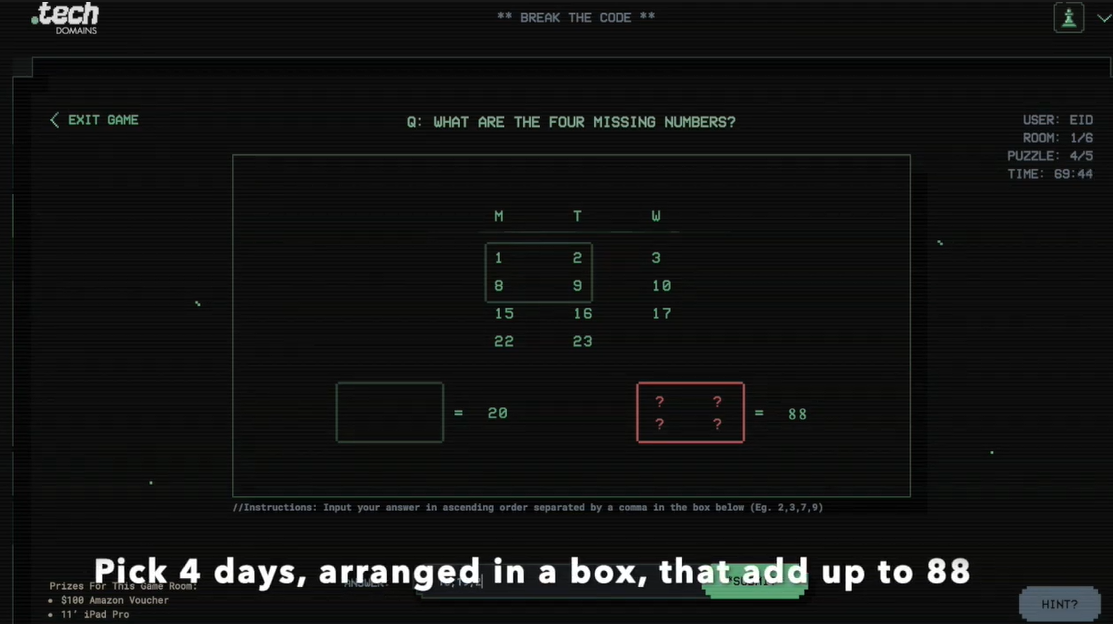 .tech
DOMAINS
** BREAK THE CODE **
EXIT GAME
Q: WHAT ARE THE FOUR MISSING NUMBERS?
USER: EID
ROOM: 1/6
PUZZLE: 4/5
TIME: 69:44
M T W
1 2 3
8 9 10
15 16 17
22 23
= 20
? ?
? ?
= 88
//Instructions: Input your answer in ascending order separated by a comma in the box below (Eg. 2,3,7,9)
Pick 4 days, arranged in a box, that add up to 88
Prizes For This Game Room:
• $100 Amazon Voucher
• 11' iPad Pro
HINT?